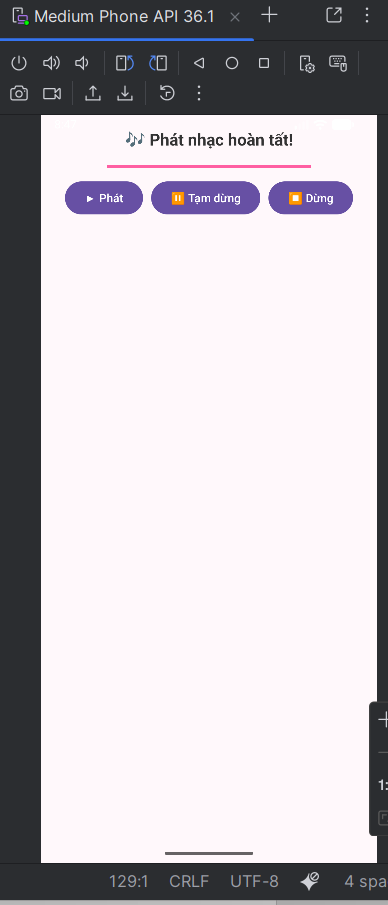 Medium Phone API 36.1
🎶 Phát nhạc hoàn tất!
► Phát
⏸ Tạm dừng
⏹ Dừng
1:
129:1 CRLF UTF-8 4 spa